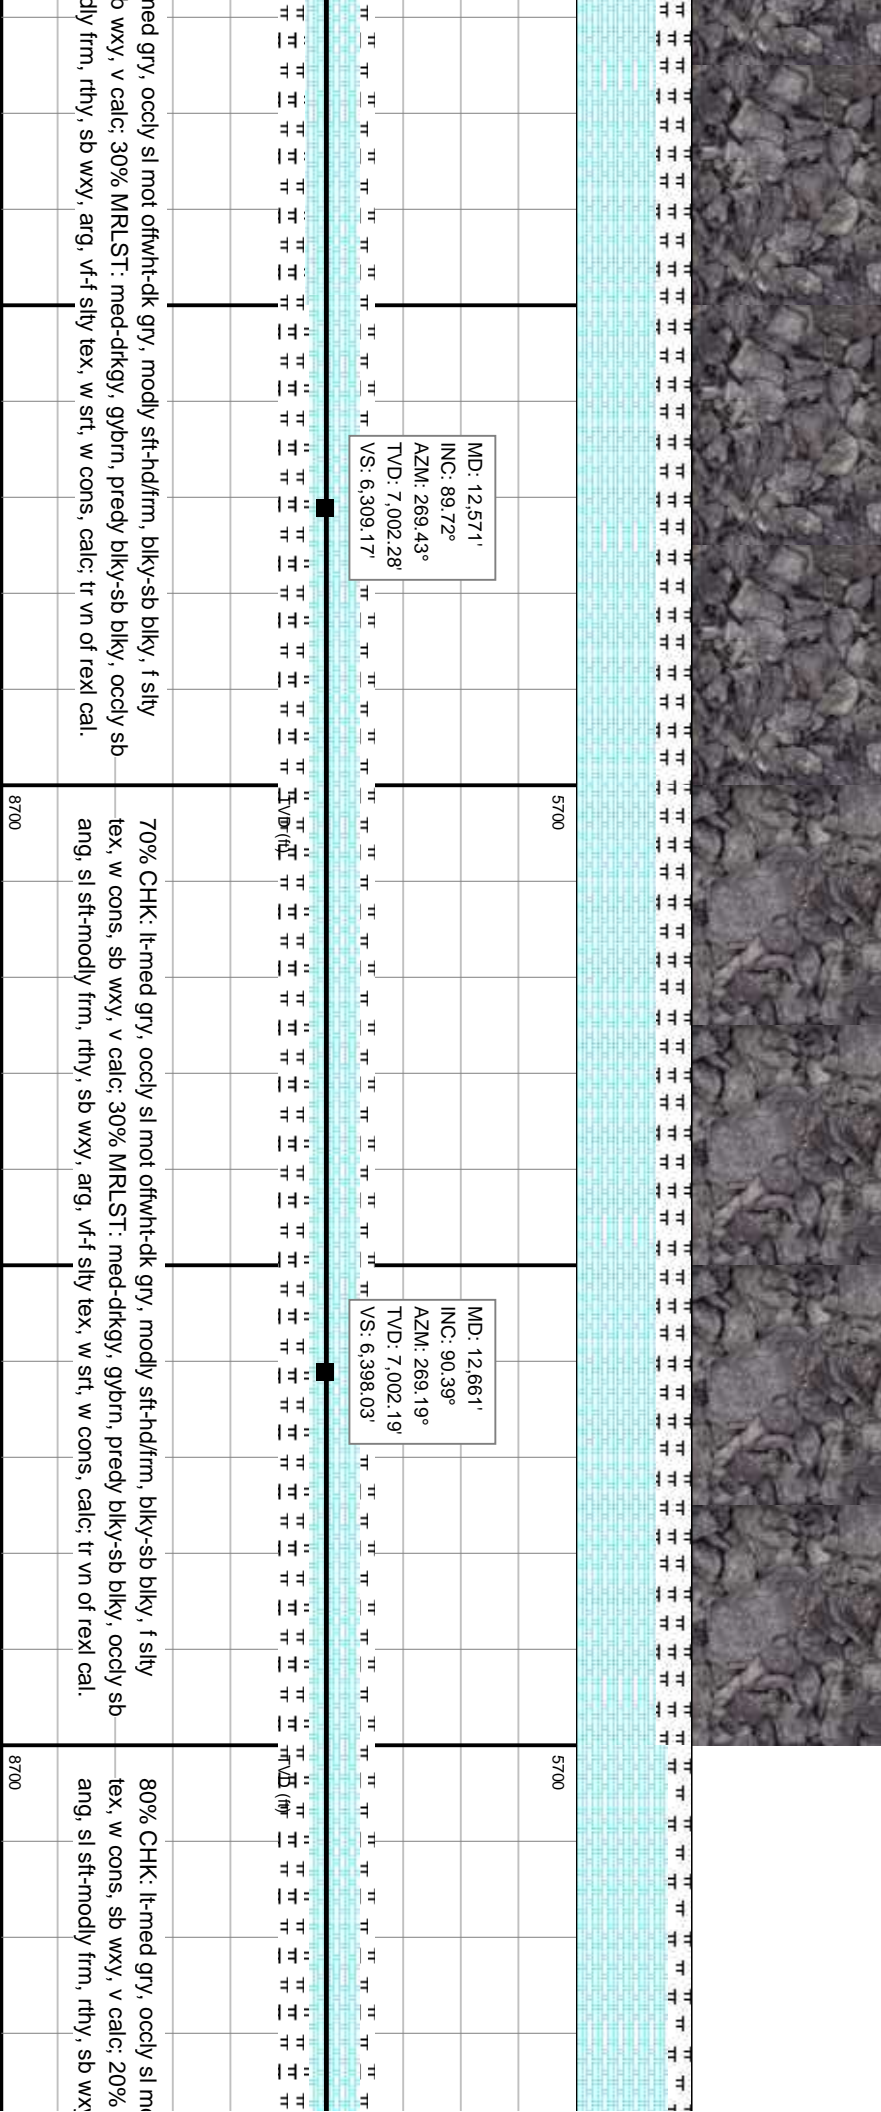 med gry, occly sl mot offwht-dk gry, modly sft-hd/frm, blky-sb blky, f slty
b wxy, v calc; 30% MRLST: med-drkgy, gybrn, predy blky-sb blky, occly sb
dly frm, rthy, sb wxy, arg, vf-f slty tex, w srt, w cons, calc; tr vn of rexl cal.
MD: 12,571'
INC: 89.72°
AZM: 269.43°
TVD: 7,002.28'
VS: 6,309.17'
5700
TVD (ft)
8700
70% CHK: lt-med gry, occly sl mot offwht-dk gry, modly sft-hd/frm, blky-sb blky, f slty
tex, w cons, sb wxy, v calc; 30% MRLST: med-drkgy, gybrn, predy blky-sb blky, occly sb
ang, sl sft-modly frm, rthy, sb wxy, arg, vf-f slty tex, w srt, w cons, calc; tr vn of rexl cal.
MD: 12,661'
INC: 90.39°
AZM: 269.19°
TVD: 7,002.19'
VS: 6,398.03'
5700
TVD (ft)
8700
80% CHK: lt-med gry, occly sl mo
tex, w cons, sb wxy, v calc; 20%
ang, sl sft-modly frm, rthy, sb wxy